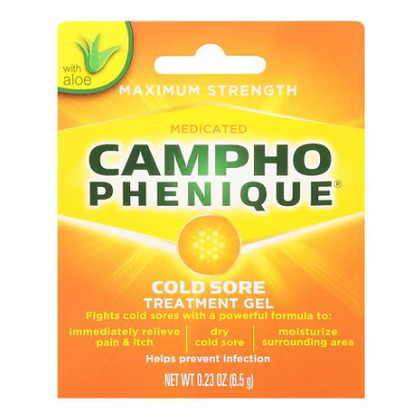 with
aloe
MAXIMUM STRENGTH
MEDICATED
CAMPHO
PHENIQUE®
COLD SORE
TREATMENT GEL
Fights cold sores with a powerful formula to:
immediately relieve
pain & itch
dry
cold sore
moisturize
surrounding area
Helps prevent infection
NET WT 0.23 OZ (6.5 g)